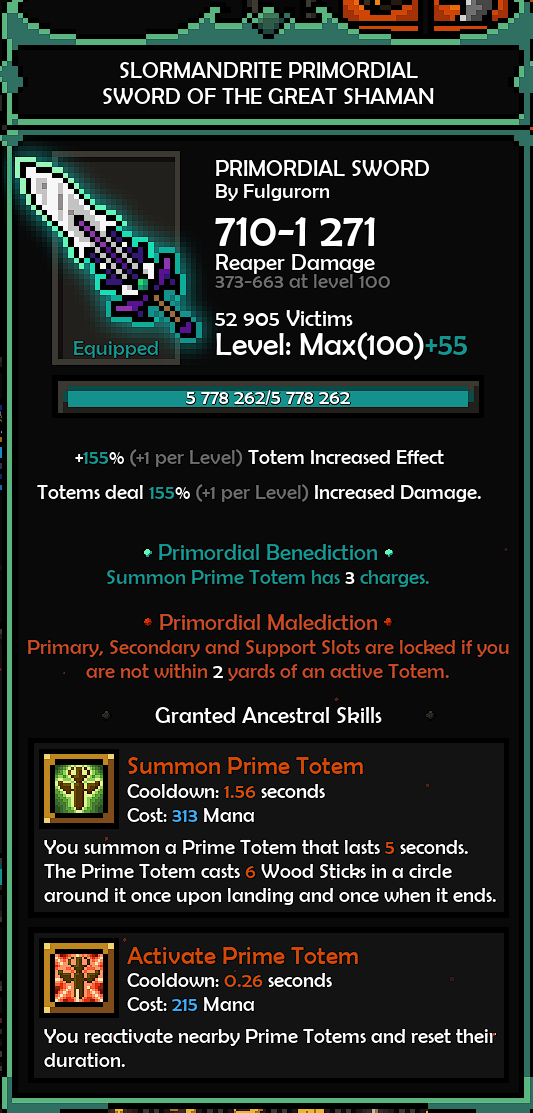 SLORMANDRITE PRIMORDIAL
SWORD OF THE GREAT SHAMAN
PRIMORDIAL SWORD
By Fulgurorn
710-1 271
Reaper Damage
373-663 at level 100
52 905 Victims
Equipped
Level: Max(100)+55
5 778 262/5 778 262
+155% (+1 per Level) Totem Increased Effect
Totems deal 155% (+1 per Level) Increased Damage.
Primordial Benediction
Summon Prime Totem has 3 charges.
Primordial Malediction
Primary, Secondary and Support Slots are locked if you
are not within 2 yards of an active Totem.
Granted Ancestral Skills
Summon Prime Totem
Cooldown: 1.56 seconds
Cost: 313 Mana
You summon a Prime Totem that lasts 5 seconds.
The Prime Totem casts 6 Wood Sticks in a circle
around it once upon landing and once when it ends.
Activate Prime Totem
Cooldown: 0.26 seconds
Cost: 215 Mana
You reactivate nearby Prime Totems and reset their
duration.